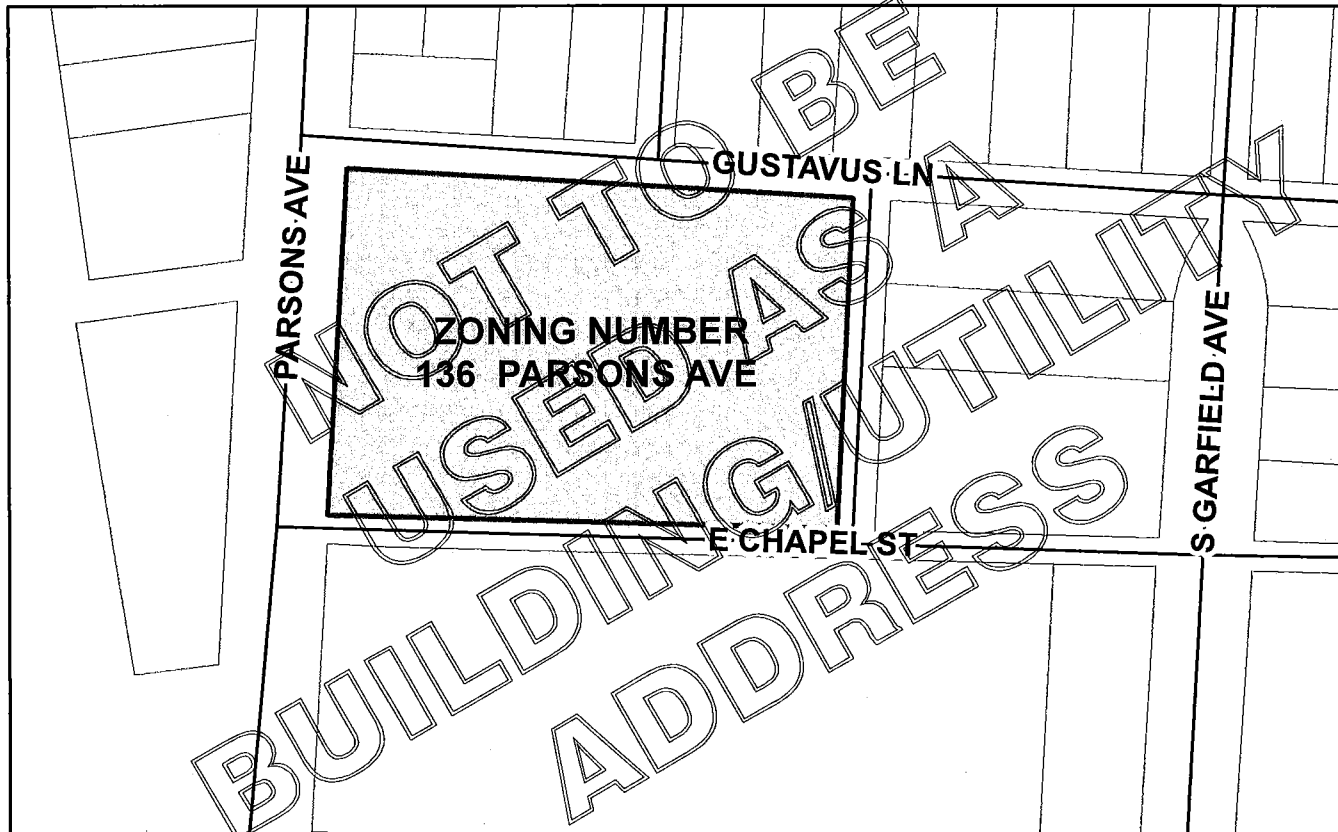 GUSTAVUS LN
PARSONS AVE
ZONING NUMBER
136 PARSONS AVE
S GARFIELD AVE
E CHAPEL ST
NOT TO BE
USED AS A
BUILDING/UTILITY
ADDRESS